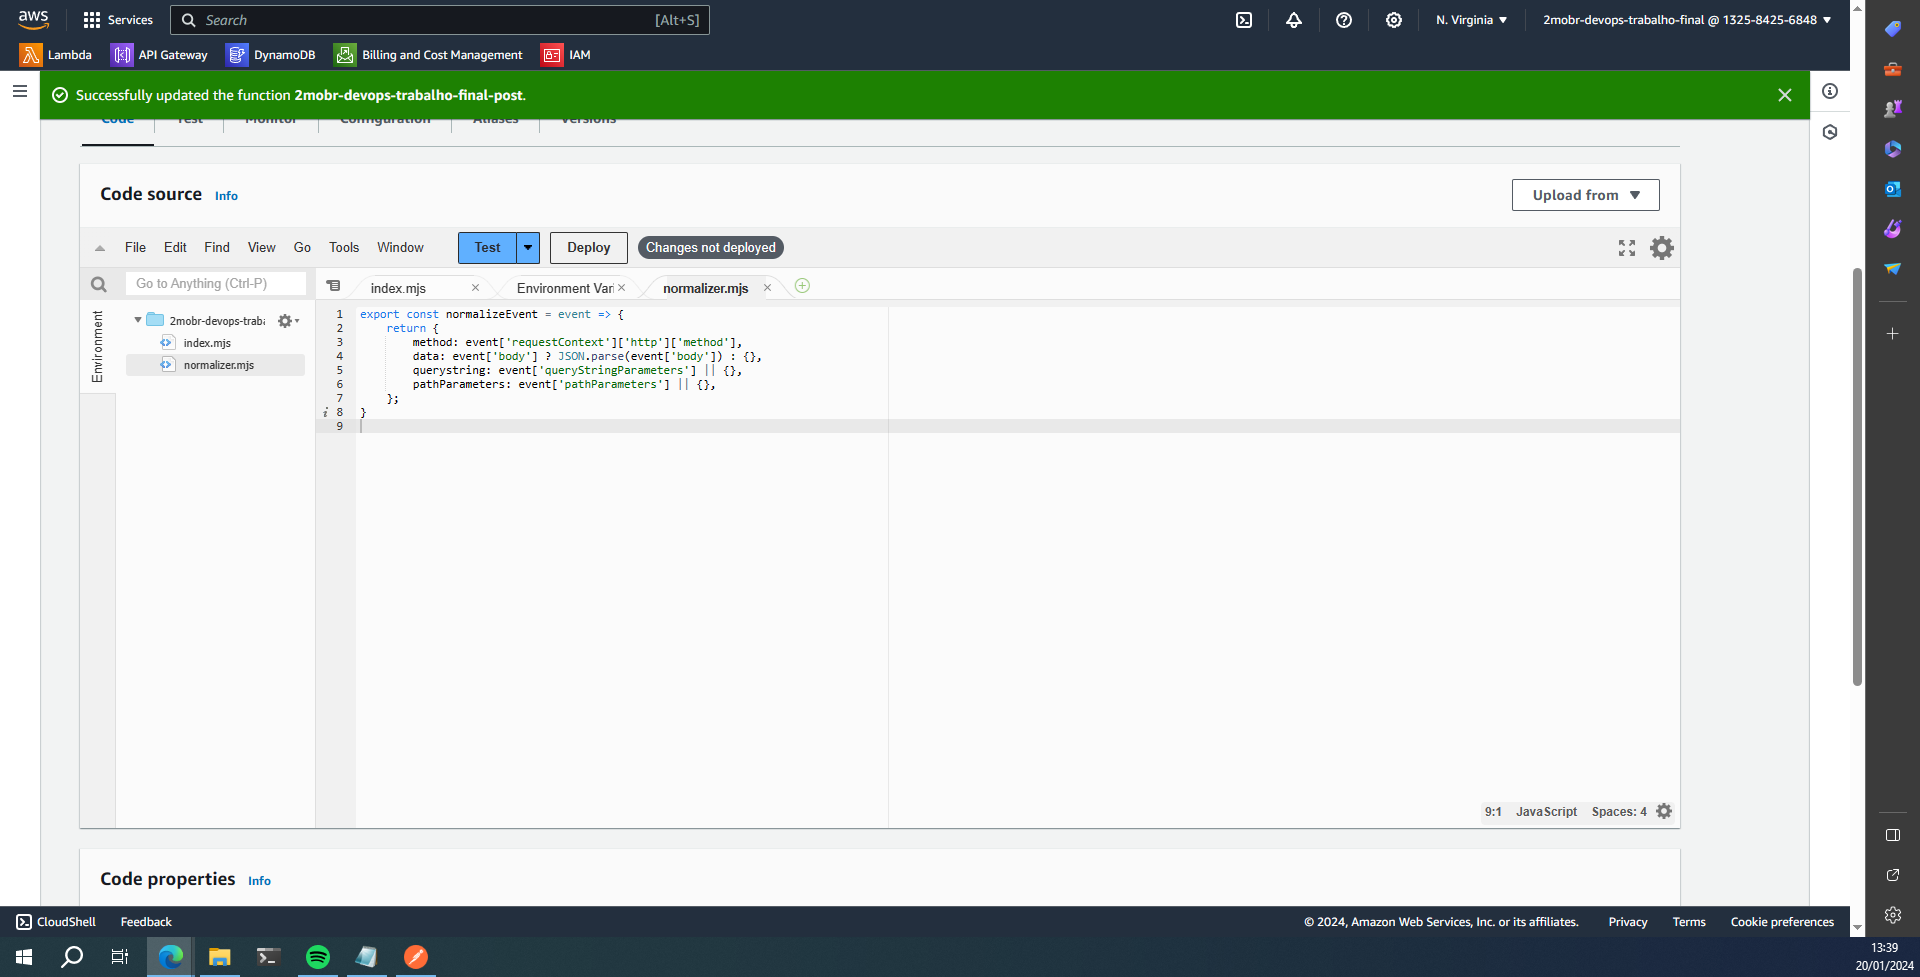 aws Services Search [Alt+S] N. Virginia 2mobr-devops-trabalho-final @ 1325-8425-6848
Lambda API Gateway DynamoDB Billing and Cost Management IAM
Successfully updated the function 2mobr-devops-trabalho-final-post.
Code Test Monitor Configuration Aliases Versions
Code source Info Upload from
File Edit Find View Go Tools Window Test Deploy Changes not deployed
Go to Anything (Ctrl-P) index.mjs Environment Vari normalizer.mjs
Environment
2mobr-devops-traba
index.mjs
normalizer.mjs
1 export const normalizeEvent = event => {
2 return {
3 method: event['requestContext']['http']['method'],
4 data: event['body'] ? JSON.parse(event['body']) : {},
5 querystring: event['queryStringParameters'] || {},
6 pathParameters: event['pathParameters'] || {},
7 };
i 8 }
9
9:1 JavaScript Spaces: 4
Code properties Info
CloudShell Feedback © 2024, Amazon Web Services, Inc. or its affiliates. Privacy Terms Cookie preferences
13:39
20/01/2024